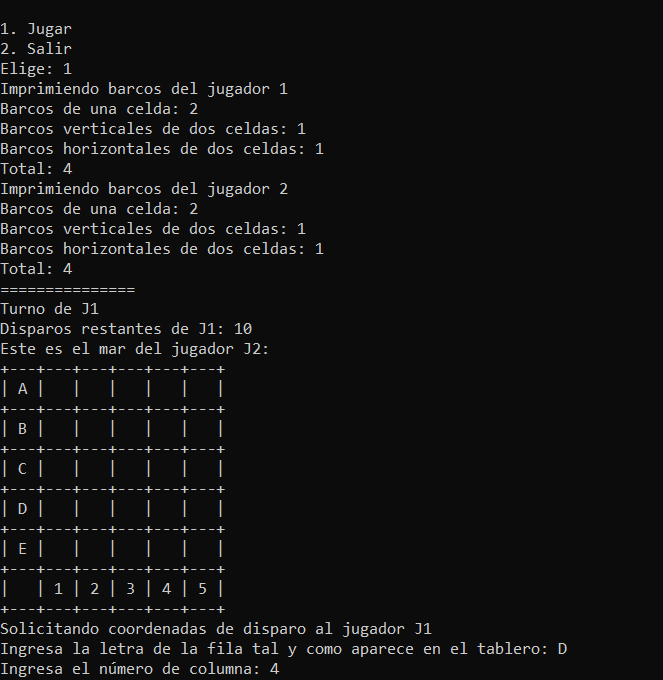 1. Jugar
2. Salir
Elige: 1
Imprimiendo barcos del jugador 1
Barcos de una celda: 2
Barcos verticales de dos celdas: 1
Barcos horizontales de dos celdas: 1
Total: 4
Imprimiendo barcos del jugador 2
Barcos de una celda: 2
Barcos verticales de dos celdas: 1
Barcos horizontales de dos celdas: 1
Total: 4
===============
Turno de J1
Disparos restantes de J1: 10
Este es el mar del jugador J2:
+---+---+---+---+---+---+
| A |   |   |   |   |   |
+---+---+---+---+---+---+
| B |   |   |   |   |   |
+---+---+---+---+---+---+
| C |   |   |   |   |   |
+---+---+---+---+---+---+
| D |   |   |   |   |   |
+---+---+---+---+---+---+
| E |   |   |   |   |   |
+---+---+---+---+---+---+
|   | 1 | 2 | 3 | 4 | 5 |
+---+---+---+---+---+---+
Solicitando coordenadas de disparo al jugador J1
Ingresa la letra de la fila tal y como aparece en el tablero: D
Ingresa el número de columna: 4